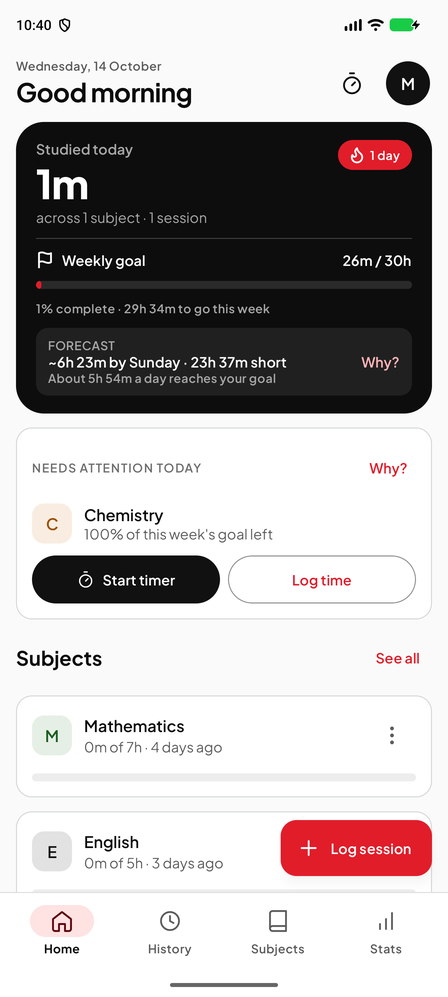 10:40
Wednesday, 14 October
Good morning
M
Studied today
1 day
1m
across 1 subject · 1 session
Weekly goal
26m / 30h
1% complete · 29h 34m to go this week
FORECAST
~6h 23m by Sunday · 23h 37m short
Why?
About 5h 54m a day reaches your goal
NEEDS ATTENTION TODAY
Why?
C
Chemistry
100% of this week's goal left
Start timer
Log time
Subjects
See all
M
Mathematics
0m of 7h · 4 days ago
E
English
0m of 5h · 3 days ago
Log session
Home
History
Subjects
Stats